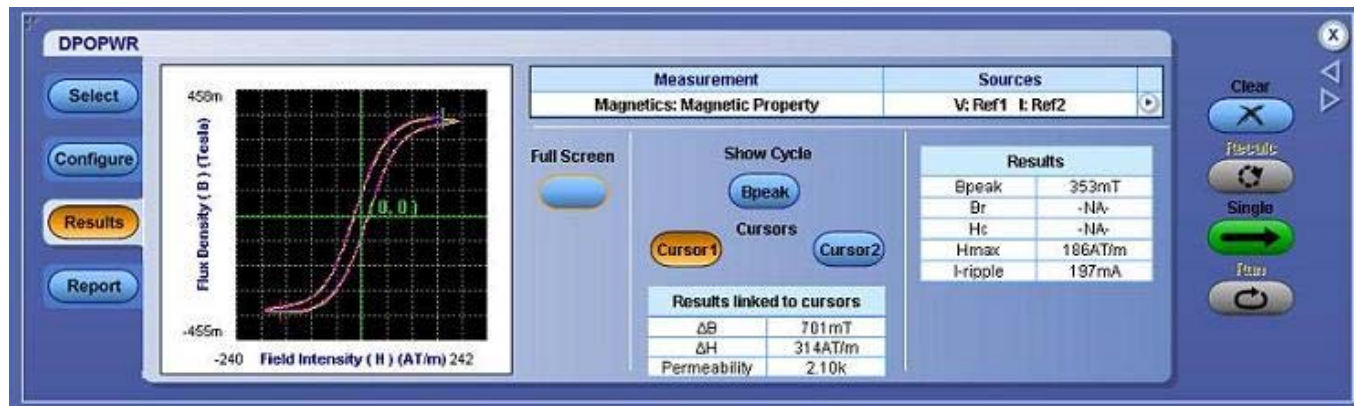 DPOPWR
X
Select
Configure
Results
Report
458m
Flux Density ( B ) (Tesla)
(0, 0)
-455m
-240 Field Intensity ( H ) (AT/m) 242
Measurement Sources
Magnetics: Magnetic Property V: Ref1 I: Ref2
Full Screen
Show Cycle
Bpeak
Cursors
Cursor1 Cursor2
Results linked to cursors
ΔB 701mT
ΔH 314AT/m
Permeability 2.10k
Results
Bpeak 353mT
Br -NA-
Hc -NA-
Hmax 186AT/m
I-ripple 197mA
Clear
Recalc
Single
Run